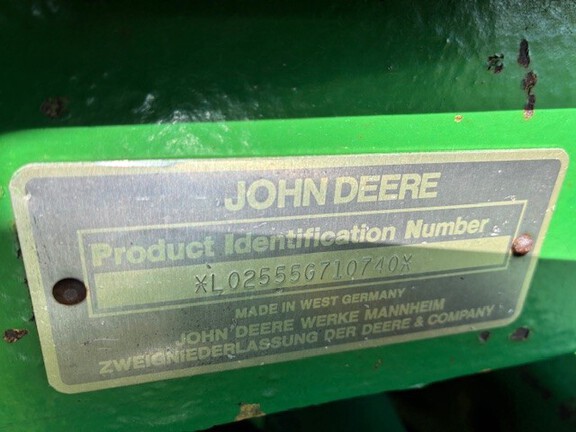 JOHN DEERE
Product Identification Number
*L02555G710740*
MADE IN WEST GERMANY
JOHN DEERE WERKE MANNHEIM
ZWEIGNIEDERLASSUNG DER DEERE & COMPANY